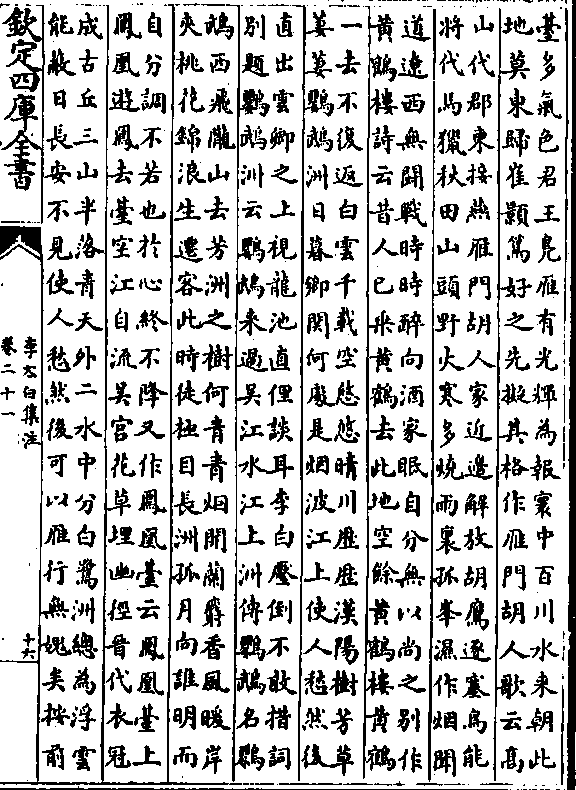 臺多氣色君王鳧雁有光輝為報寰中百川水來朝此
地莫東歸崔顥篤好之先擬其格作雁門胡人歌云髙
山代郡東接燕雁門胡人家近邊解放胡鷹逐塞鳥能
將代馬獵秋田山頭野火寒多燒雨裏孤峯濕作烟聞
道遼西無闘戰時時醉向酒家眠自分無以尚之别作
黄鶴樓詩云昔人已乗黄鶴去此地空餘黄鶴樓黄鶴
一去不復返白雲千載空悠悠晴川歴歴漢陽樹芳草
萋萋鸚鵡洲日暮鄉關何處是烟波江上使人愁然後
直出雲卿之上視龍池直俚談耳李白壓倒不敢措詞
别題鸚鵡洲云鸚鵡來過吳江水江上洲傳鸚鵡名鸚
鵡西飛隴山去芳洲之樹何青青烟開蘭葉香風暖岸
夾桃花錦浪生遷客此時徒極目長洲孤月向誰明而
自分調不若也於心終不降又作鳳凰臺云鳳凰臺上
鳳凰遊鳳去臺空江自流吳宮花草埋幽徑晉代衣冠
成古丘三山半落青天外二水中分白鷺洲總為浮雲
能蔽日長安不見使人愁然後可以雁行無媿矣按前
欽定四庫全書
李太白集注
卷二十一
十六